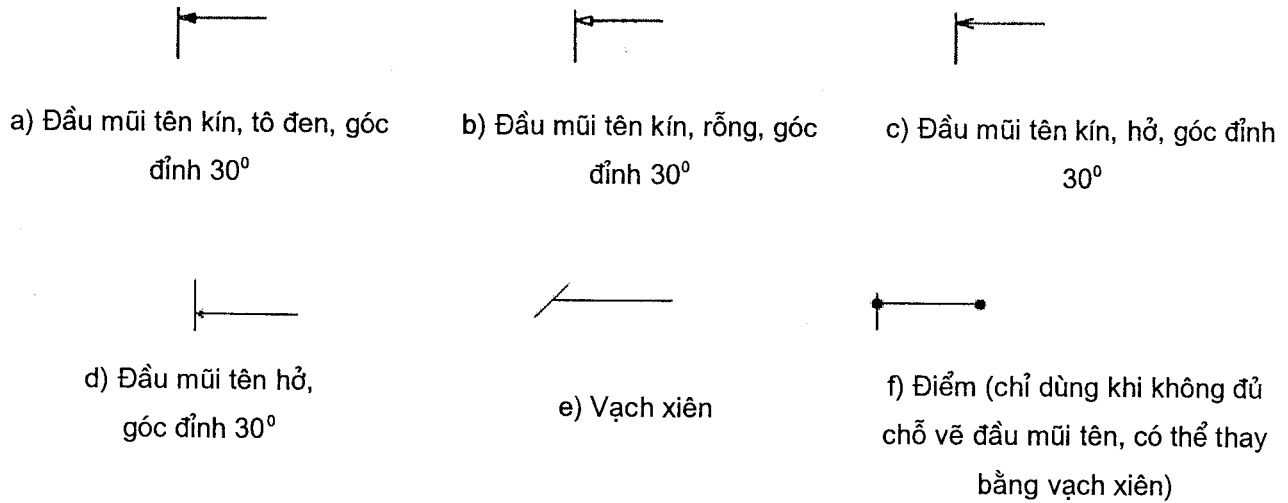 a) Đầu mũi tên kín, tô đen, góc
đỉnh 30⁰
b) Đầu mũi tên kín, rỗng, góc
đỉnh 30⁰
c) Đầu mũi tên kín, hở, góc đỉnh
30⁰
d) Đầu mũi tên hở,
góc đỉnh 30⁰
e) Vạch xiên
f) Điểm (chỉ dùng khi không đủ
chỗ vẽ đầu mũi tên, có thể thay
bằng vạch xiên)